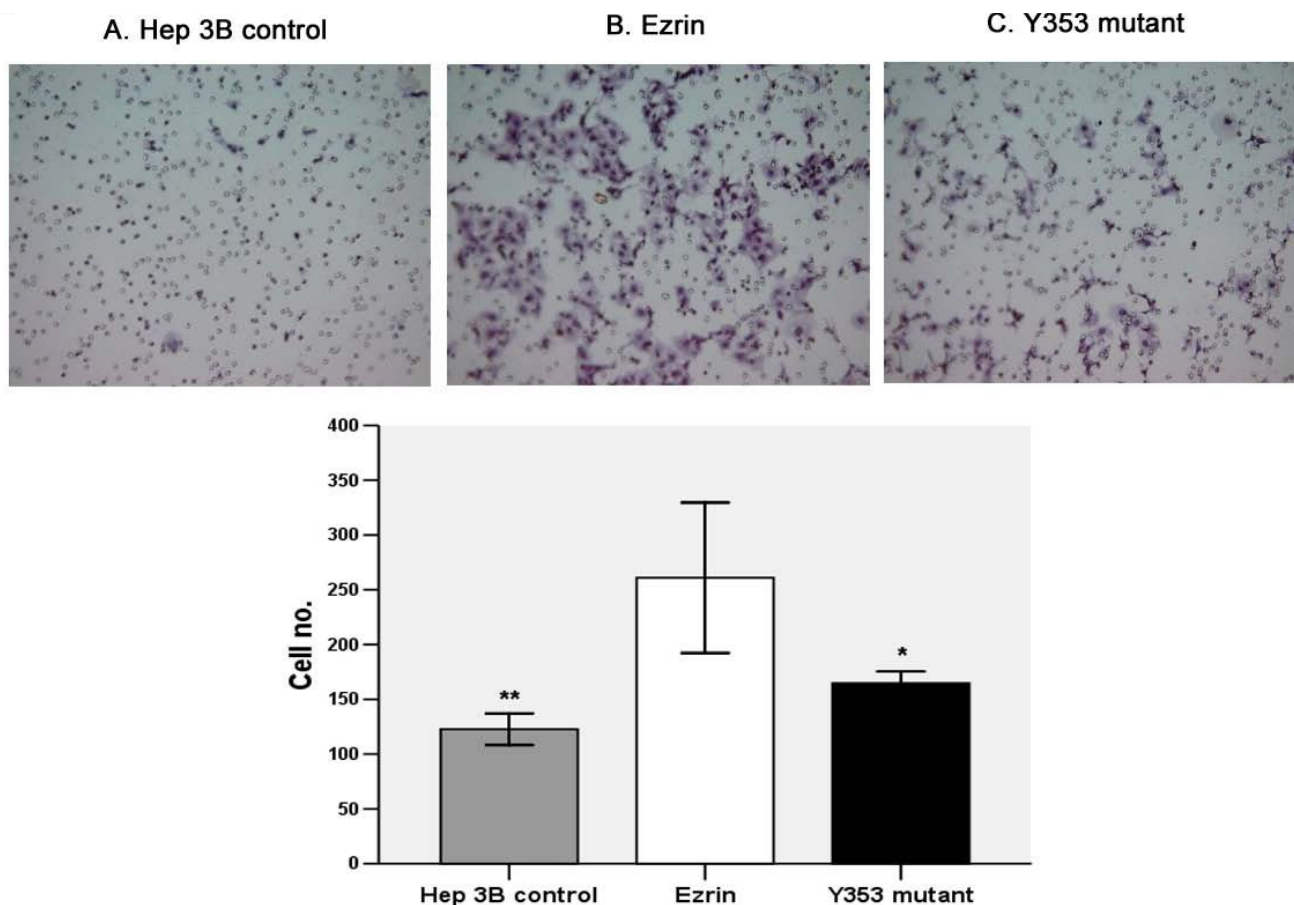 A. Hep 3B control
B. Ezrin
C. Y353 mutant
400
350
300
250
200
150
100
50
0
Cell no.
**
*
Hep 3B control
Ezrin
Y353 mutant